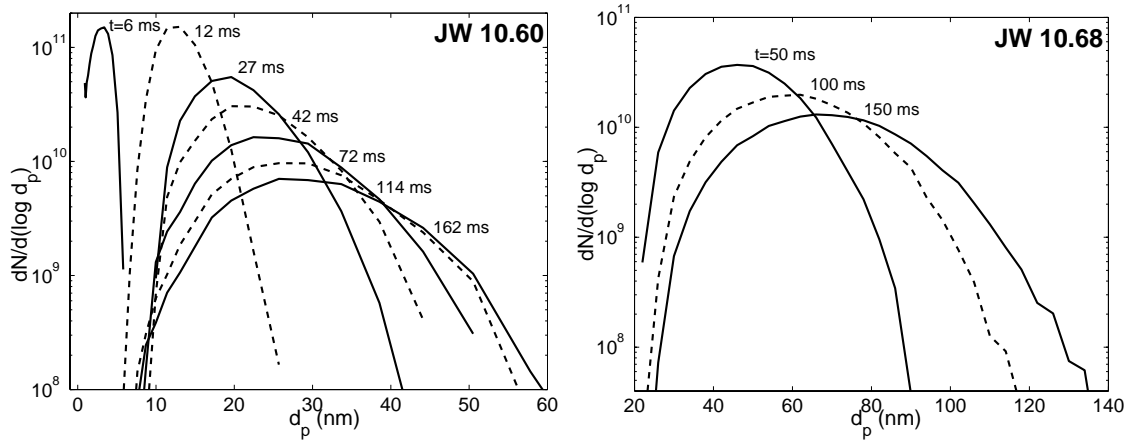 JW 10.60
t=6 ms
12 ms
27 ms
42 ms
72 ms
114 ms
162 ms
dN/d(log d_p)
10^11
10^10
10^9
10^8
0 10 20 30 40 50 60
d_p (nm)
JW 10.68
t=50 ms
100 ms
150 ms
dN/d(log d_p)
10^11
10^10
10^9
10^8
20 40 60 80 100 120 140
d_p (nm)